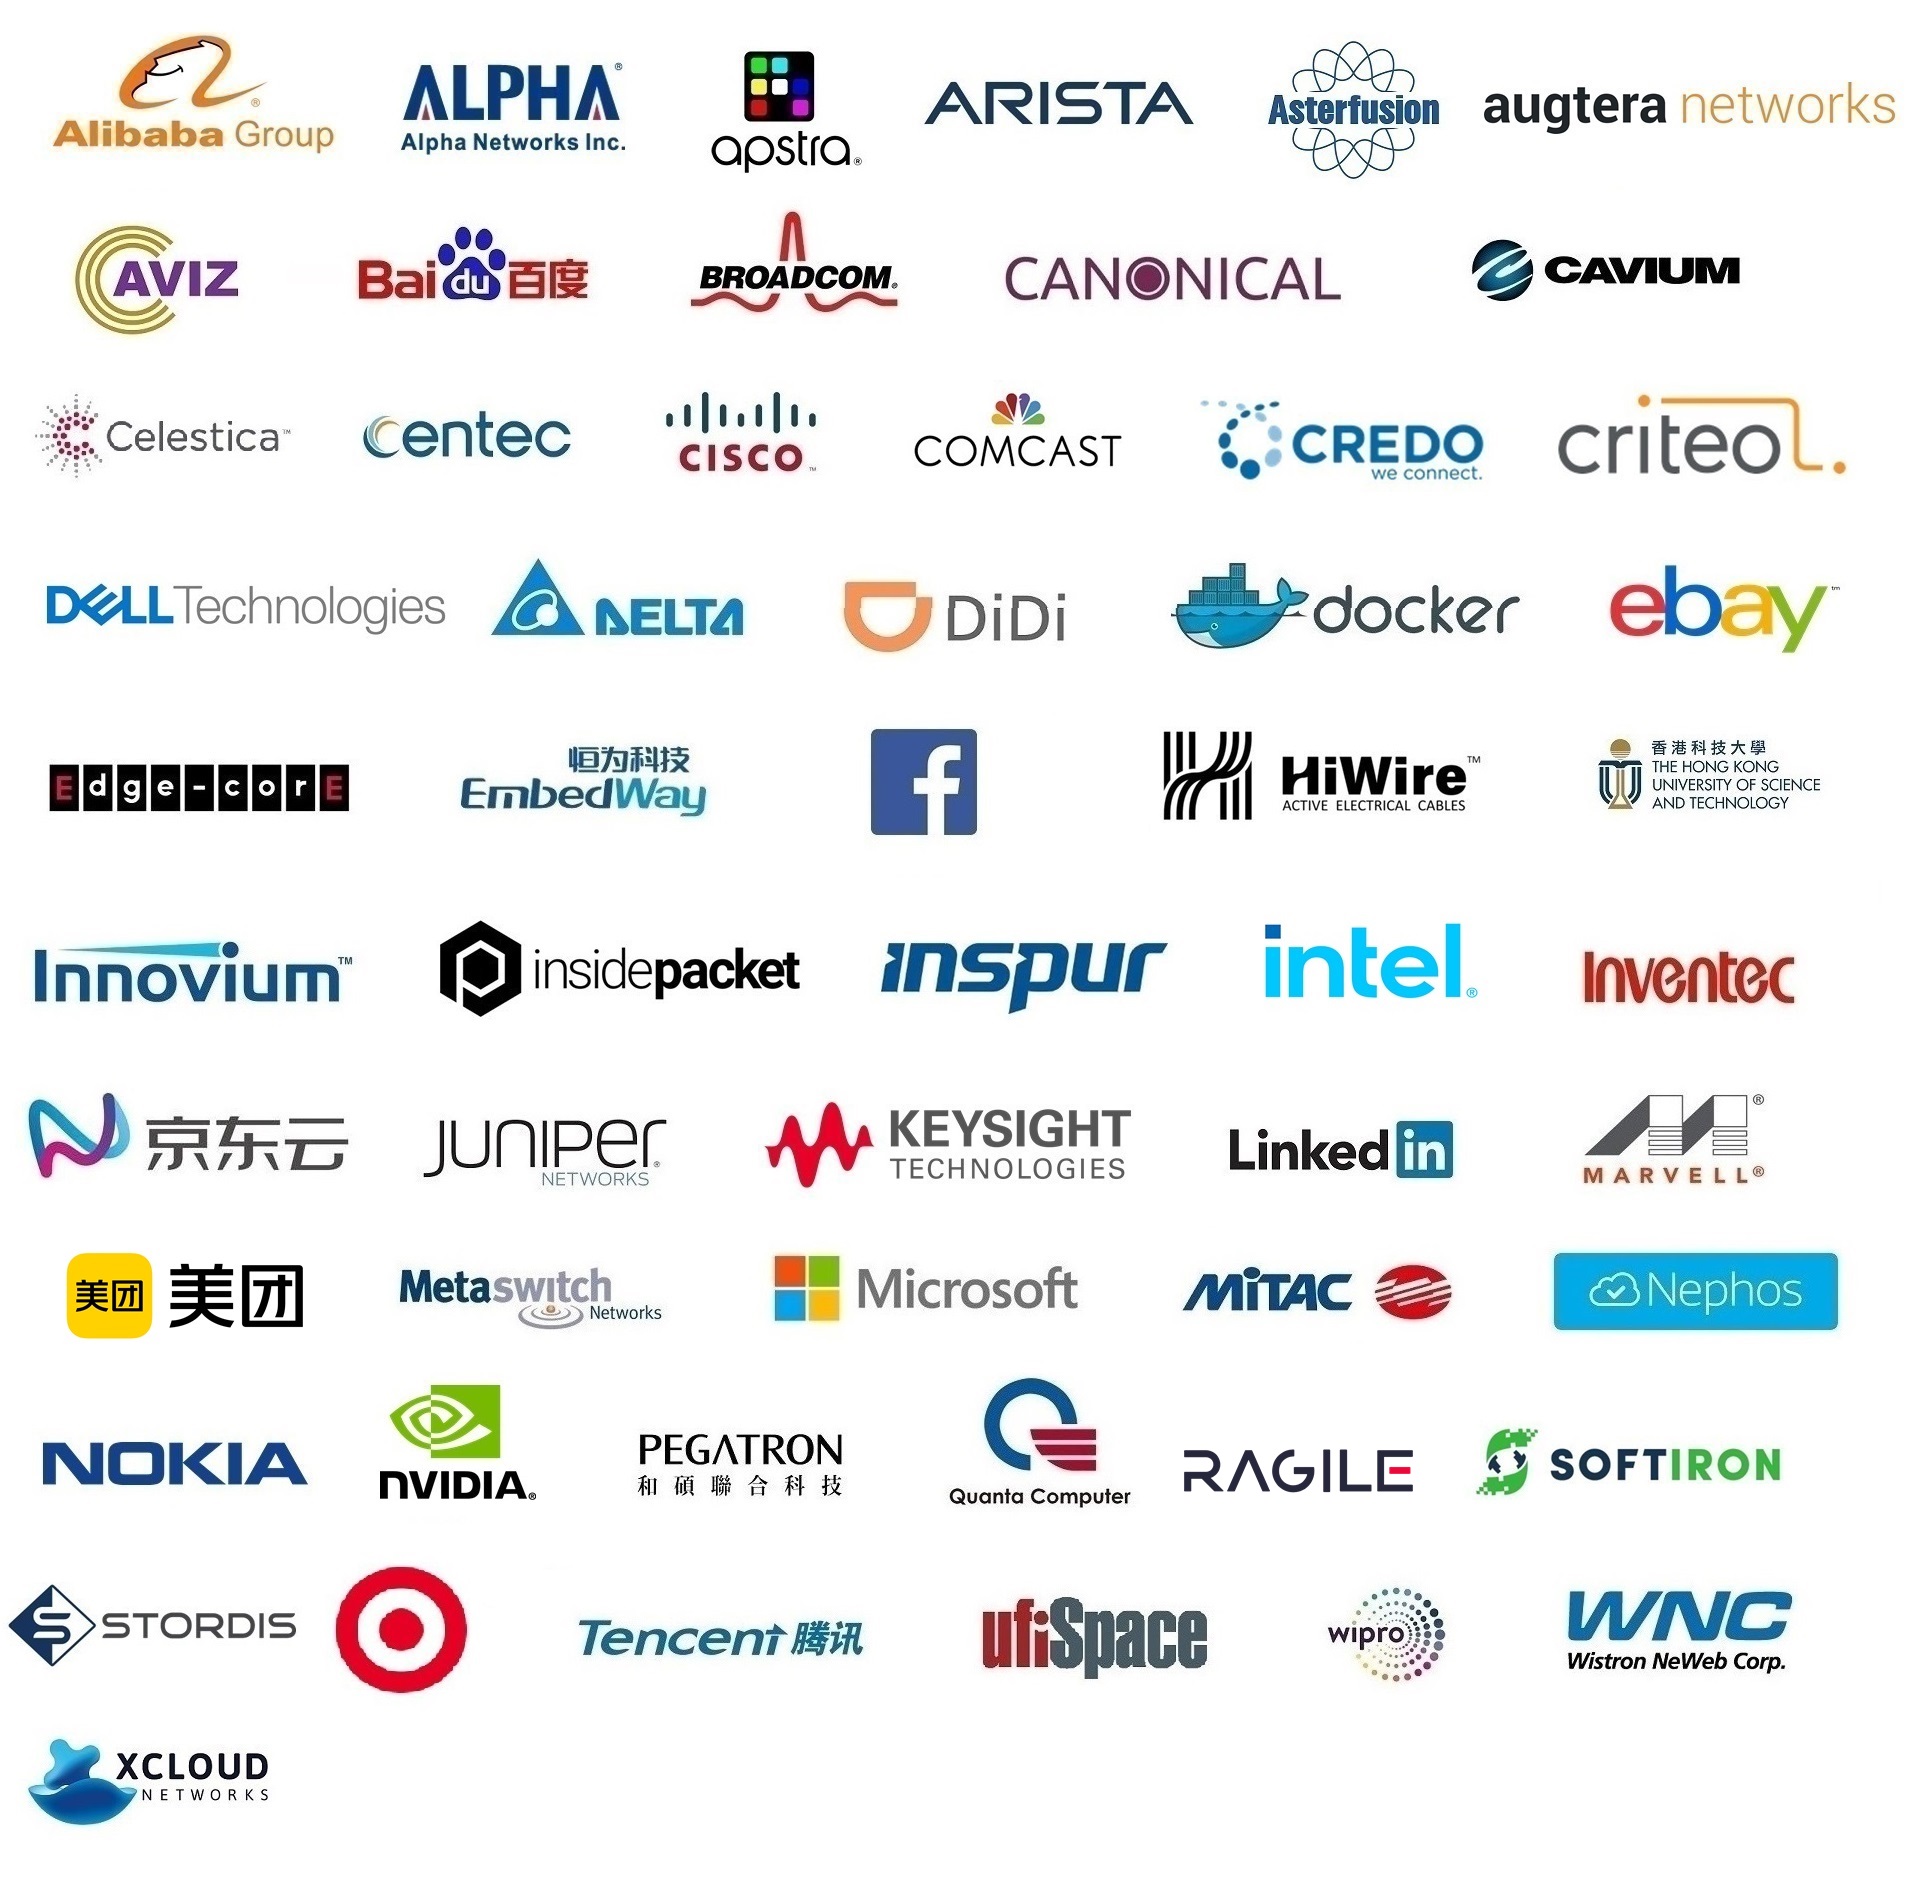 Alibaba Group
ALPHA
Alpha Networks Inc.
apstra
ARISTA
Asterfusion
augtera networks
AVIZ
Bai du 百度
BROADCOM
CANONICAL
CAVIUM
Celestica
Centec
CISCO
COMCAST
CREDO
we connect.
criteo
DELL Technologies
DELTA
DiDi
docker
ebay
Edge-corE
恒为科技
EmbedWay
f
HiWire
ACTIVE ELECTRICAL CABLES
香港科技大學
THE HONG KONG
UNIVERSITY OF SCIENCE
AND TECHNOLOGY
Innovium
insidepacket
inspur
intel
Inventec
京东云
JUNIPER
NETWORKS
KEYSIGHT
TECHNOLOGIES
Linked in
MARVELL
美团 美团
Metaswitch
Networks
Microsoft
MiTAC
Nephos
NOKIA
NVIDIA
PEGATRON
和碩聯合科技
Quanta Computer
RAGILE
SOFTIRON
STORDIS
Tencent 腾讯
ufiSpace
wipro
WNC
Wistron NeWeb Corp.
XCLOUD
NETWORKS